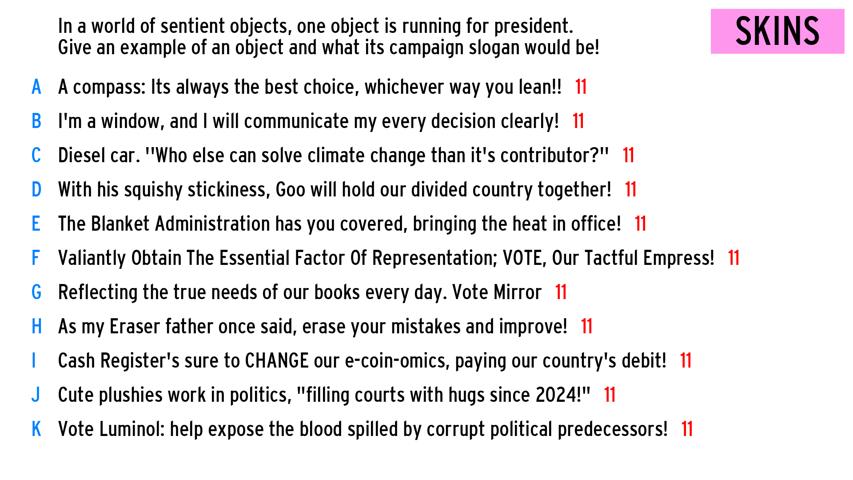 In a world of sentient objects, one object is running for president.
Give an example of an object and what its campaign slogan would be!
SKINS
A A compass: Its always the best choice, whichever way you lean!! 11
B I'm a window, and I will communicate my every decision clearly! 11
C Diesel car. "Who else can solve climate change than it's contributor?" 11
D With his squishy stickiness, Goo will hold our divided country together! 11
E The Blanket Administration has you covered, bringing the heat in office! 11
F Valiantly Obtain The Essential Factor Of Representation; VOTE, Our Tactful Empress! 11
G Reflecting the true needs of our books every day. Vote Mirror 11
H As my Eraser father once said, erase your mistakes and improve! 11
I Cash Register's sure to CHANGE our e-coin-omics, paying our country's debit! 11
J Cute plushies work in politics, "filling courts with hugs since 2024!" 11
K Vote Luminol: help expose the blood spilled by corrupt political predecessors! 11